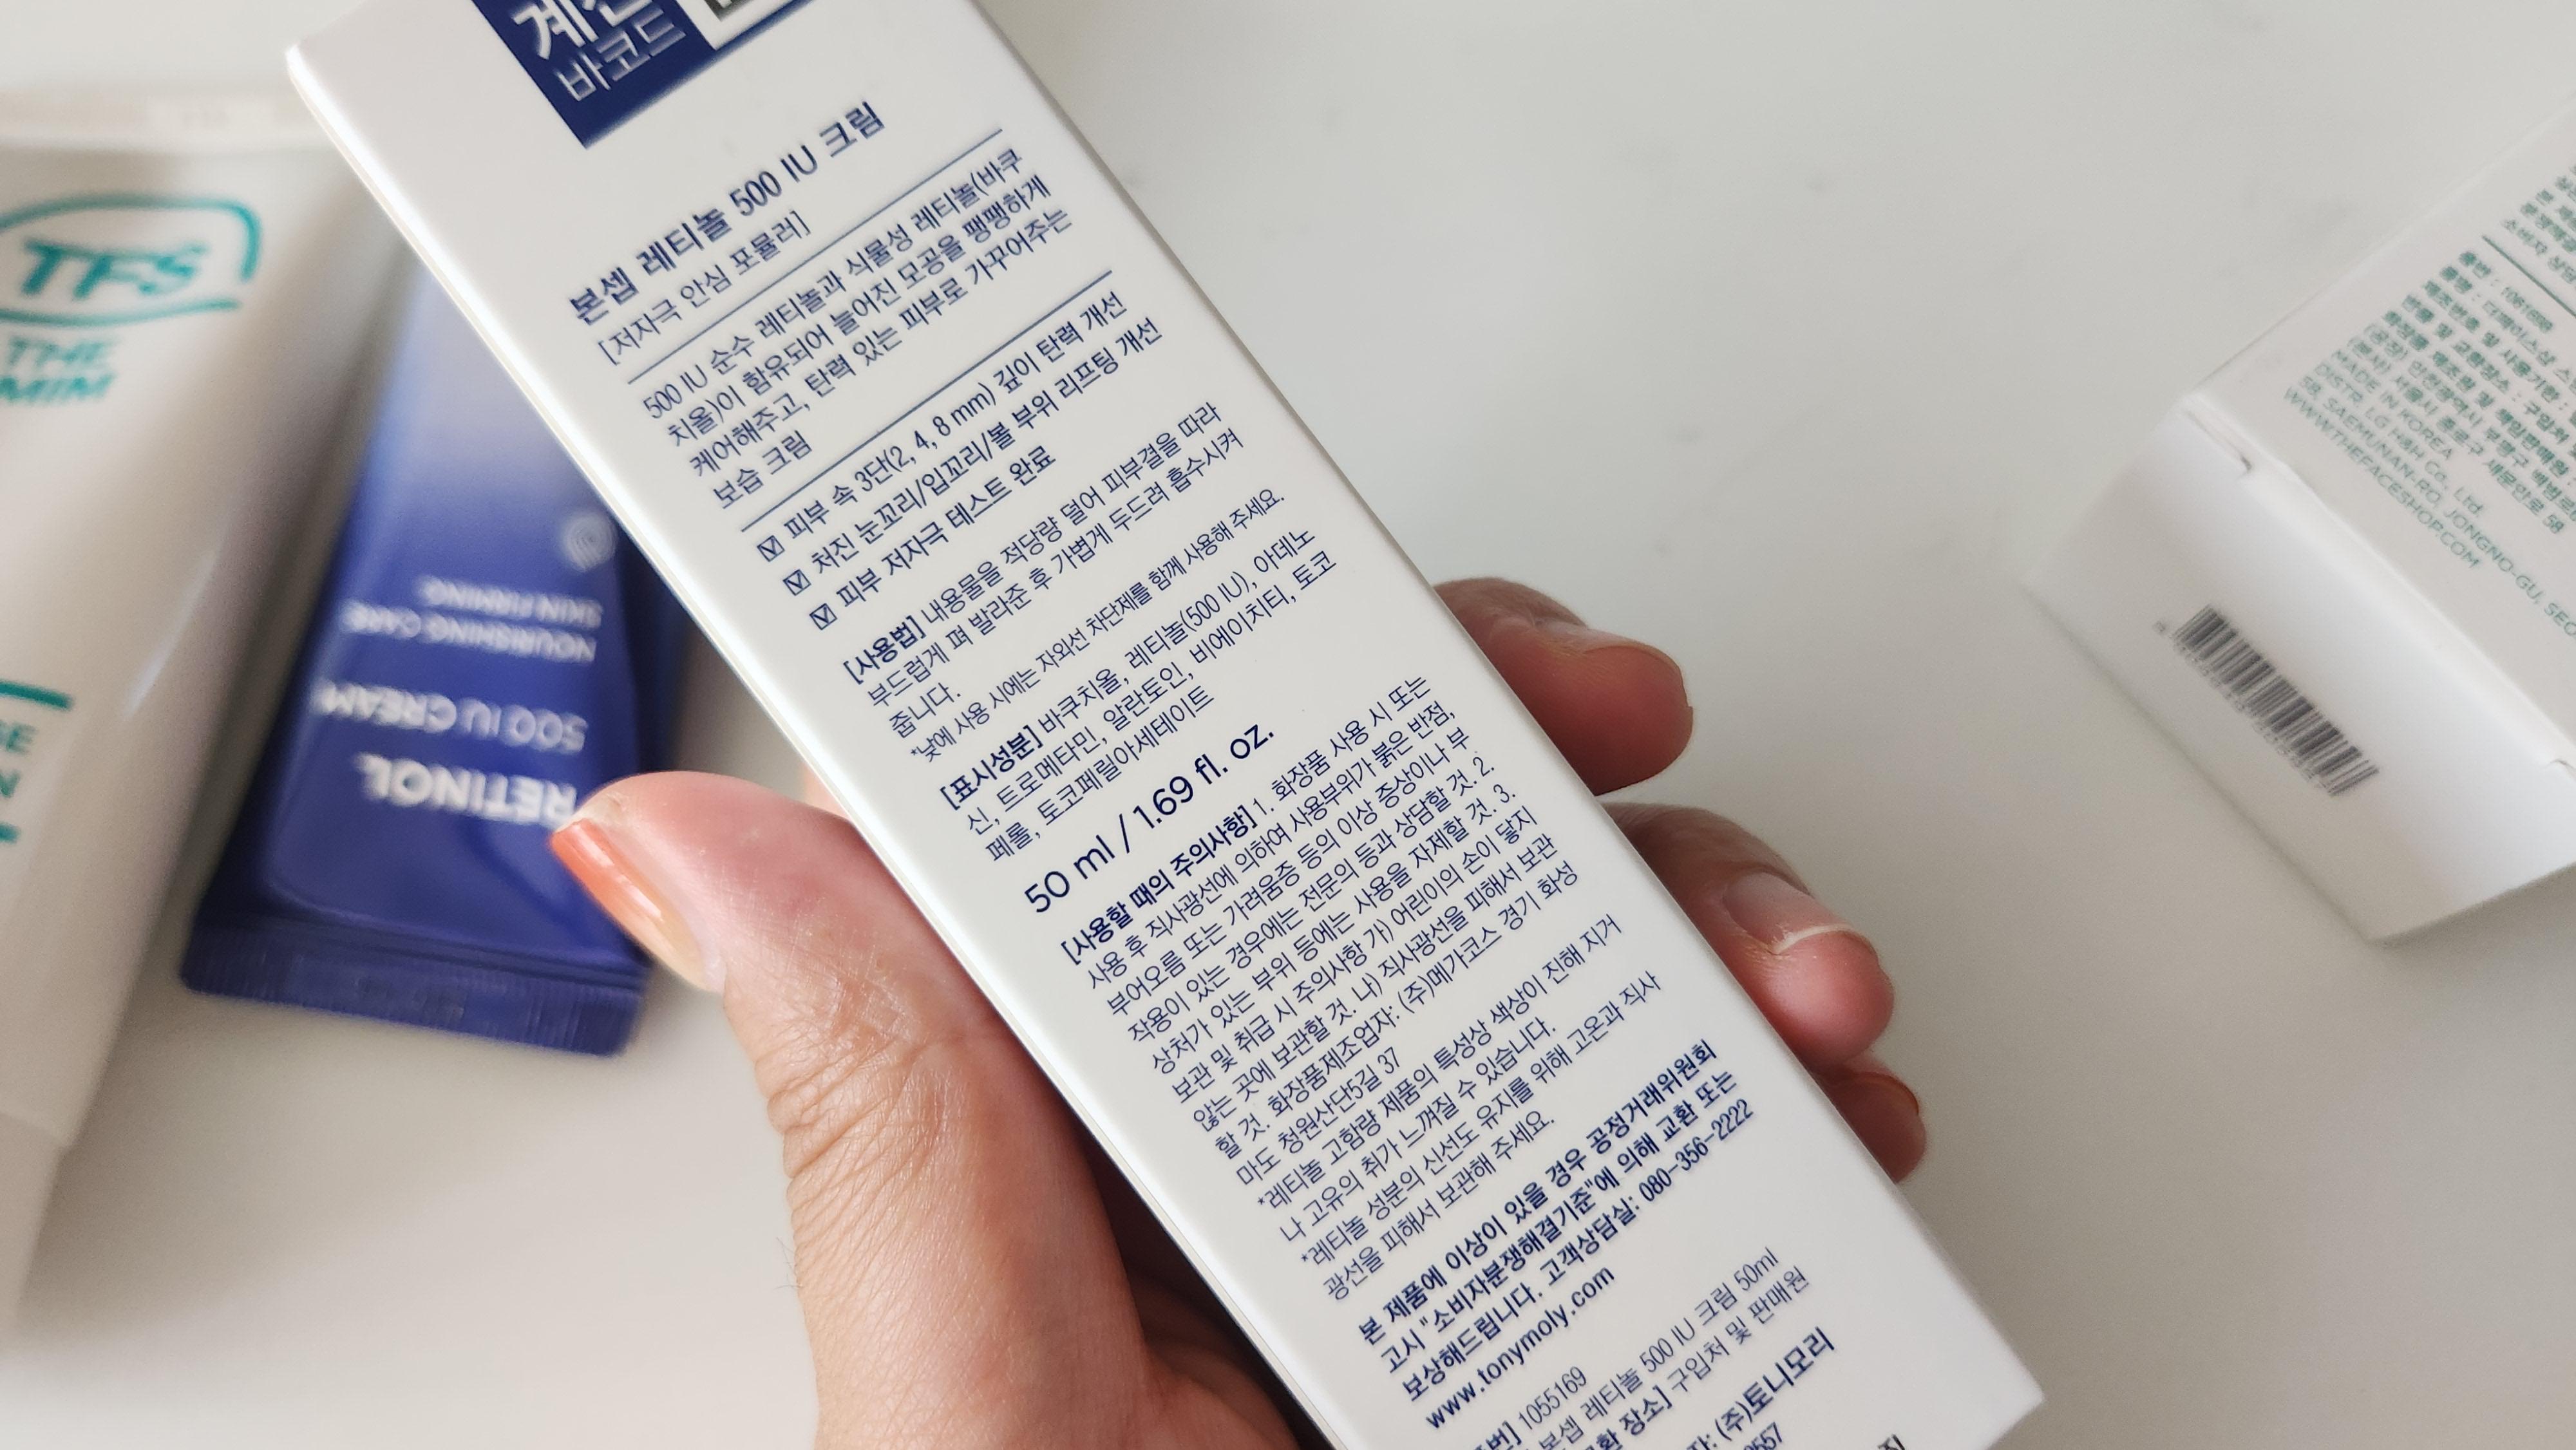 바코드
본셉 레티놀 500 IU 크림
[저자극 안심 포뮬러]
500 IU 순수 레티놀과 식물성 레티놀(바쿠
치올)이 함유되어 늘어진 모공을 팽팽하게
케어해주고, 탄력 있는 피부로 가꾸어주는
보습 크림
☑ 피부 속 3단(2, 4, 8 mm) 깊이 탄력 개선
☑ 처진 눈꼬리/입꼬리/볼 부위 리프팅 개선
☑ 피부 저자극 테스트 완료
[사용법] 내용물을 적당량 덜어 피부결을 따라
부드럽게 펴 발라준 후 가볍게 두드려 흡수시켜
줍니다.
*낮에 사용 시에는 자외선 차단제를 함께 사용해 주세요.
[표시성분] 바쿠치올, 레티놀(500 IU), 아데노
신, 트로메타민, 알란토인, 비에이치티, 토코
페롤, 토코페릴아세테이트
50 ml / 1.69 fl. oz.
[사용할 때의 주의사항] 1. 화장품 사용 시 또는
사용 후 직사광선에 의하여 사용부위가 붉은 반점,
부어오름 또는 가려움증 등의 이상 증상이나 부
작용이 있는 경우에는 전문의 등과 상담할 것. 2.
상처가 있는 부위 등에는 사용을 자제할 것. 3.
보관 및 취급 시 주의사항 가) 어린이의 손이 닿지
않는 곳에 보관할 것. 나) 직사광선을 피해서 보관
할 것. 화장품제조업자: (주)메가코스 경기 화성
마도 청원산단5길 37
*레티놀 고함량 제품의 특성상 색상이 진해 지거
나 고유의 취가 느껴질 수 있습니다.
*레티놀 성분의 신선도 유지를 위해 고온과 직사
광선을 피해서 보관해 주세요.
본 제품에 이상이 있을 경우 공정거래위원회
고시 "소비자분쟁해결기준"에 의해 교환 또는
보상해드립니다. 고객상담실: 080-356-2222
www.tonymoly.com
1055169
본셉 레티놀 500 IU 크림 50ml
장소] 구입처 및 판매원
(주)토니모리
TFS
THE
MIM
RETINOL
500 IU CREAM
NOURISHING CARE
SKIN FIRMING
MADE IN KOREA
DISTR. LG H&H Co., Ltd.
58, SAEMUNAN-RO, JONGNO-GU, SEO
WWW.THEFACESHOP.COM